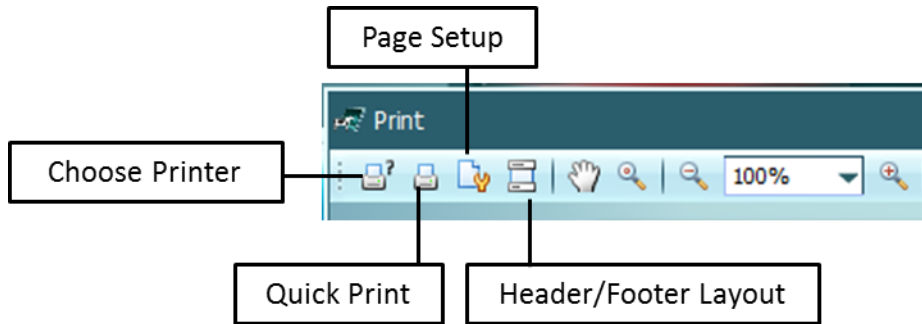 Page Setup
Print
Choose Printer
?
100%
Quick Print
Header/Footer Layout